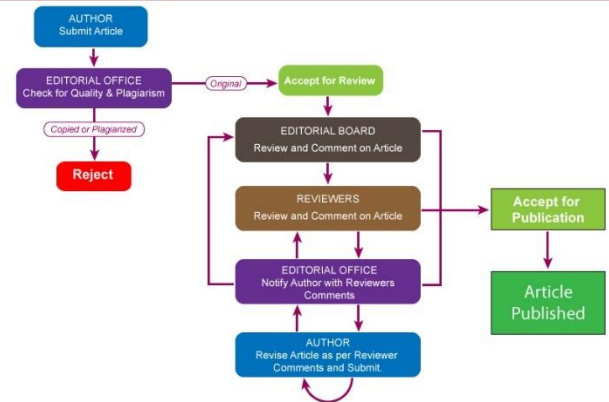 AUTHOR
Submit Article
EDITORIAL OFFICE
Check for Quality & Plagiarism
Original
Accept for Review
Copied or Plagiarized
Reject
EDITORIAL BOARD
Review and Comment on Article
REVIEWERS
Review and Comment on Article
Accept for
Publication
EDITORIAL OFFICE
Notify Author with Reviewers
Comments
Article
Published
AUTHOR
Revise Article as per Reviewer
Comments and Submit.